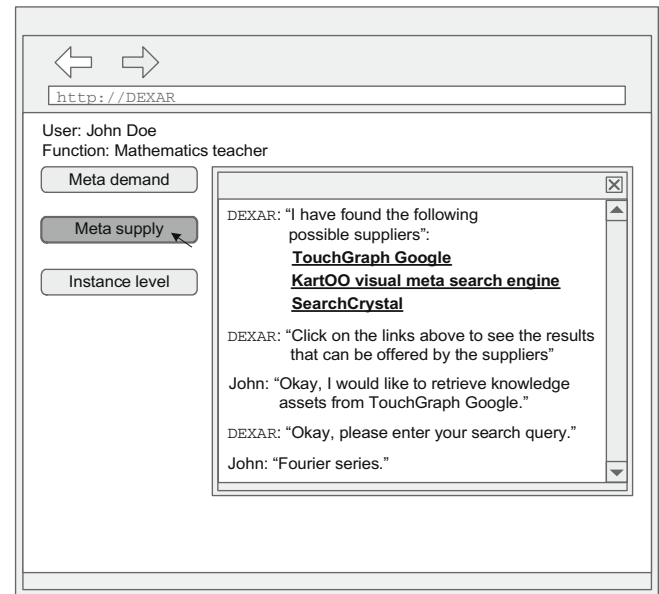 http://DEXAR
User: John Doe
Function: Mathematics teacher
Meta demand
Meta supply
Instance level
DEXAR: “I have found the following
possible suppliers”:
TouchGraph Google
KartOO visual meta search engine
SearchCrystal
DEXAR: “Click on the links above to see the results
that can be offered by the suppliers”
John: “Okay, I would like to retrieve knowledge
assets from TouchGraph Google.”
DEXAR: “Okay, please enter your search query.”
John: “Fourier series.”